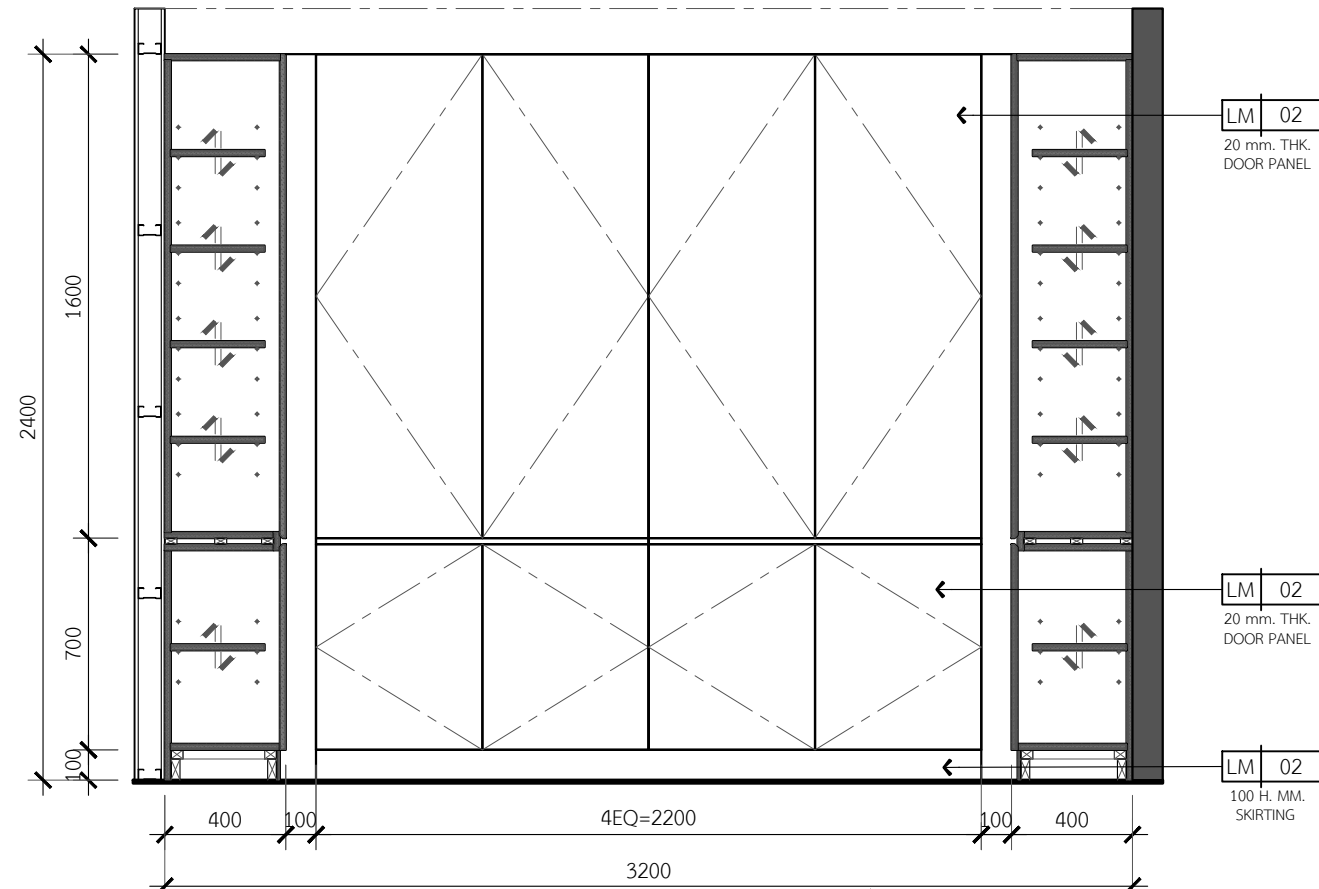 LM 02
20 mm. THK.
DOOR PANEL
1600
2400
LM 02
20 mm. THK.
DOOR PANEL
700
100
LM 02
100 H. MM.
SKIRTING
400
100
4EQ=2200
100
400
3200